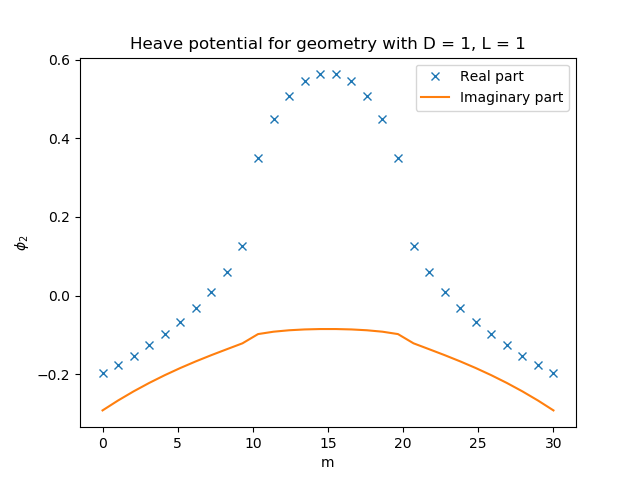 Heave potential for geometry with D = 1, L = 1
Real part
Imaginary part
0.6
0.4
0.2
0.0
−0.2
ϕ₂
0 5 10 15 20 25 30
m